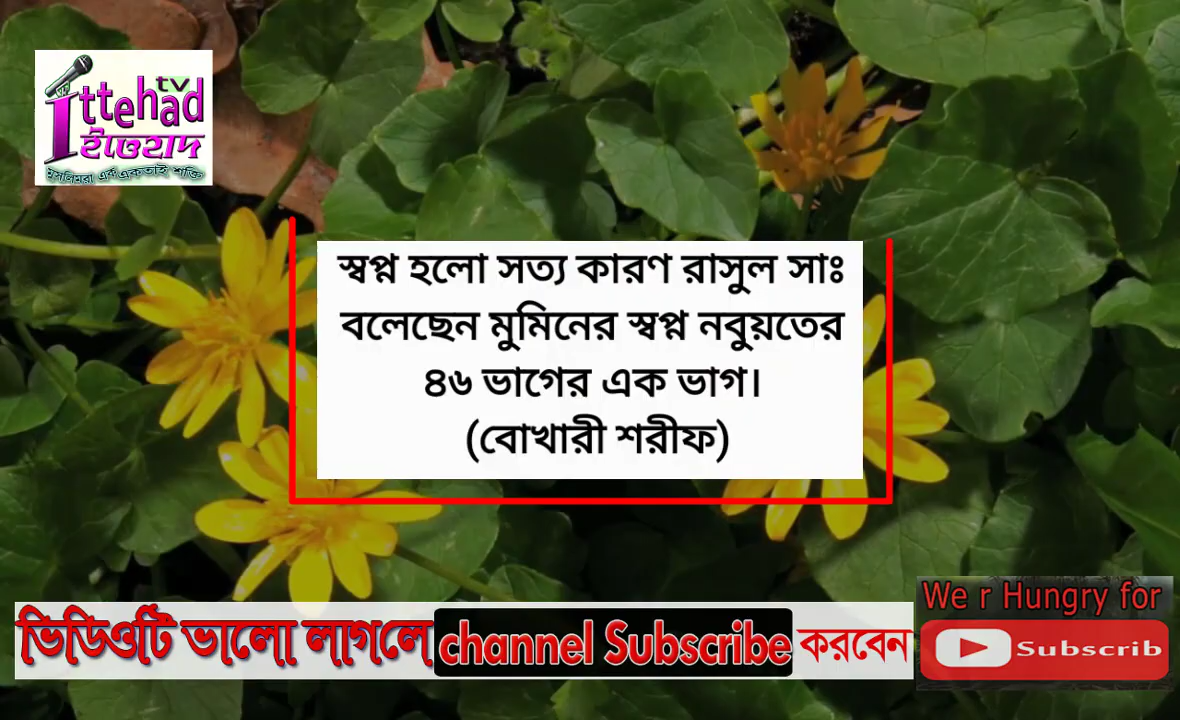 Ittehad tv
ইত্তেহাদ
স্বপ্ন হলো সত্য কারণ রাসুল সাঃ
বলেছেন মুমিনের স্বপ্ন নবুয়তের
৪৬ ভাগের এক ভাগ।
(বোখারী শরীফ)
We r Hungry for
ভিডিওটি ভালো লাগলে channel Subscribe করবেন
Subscrib